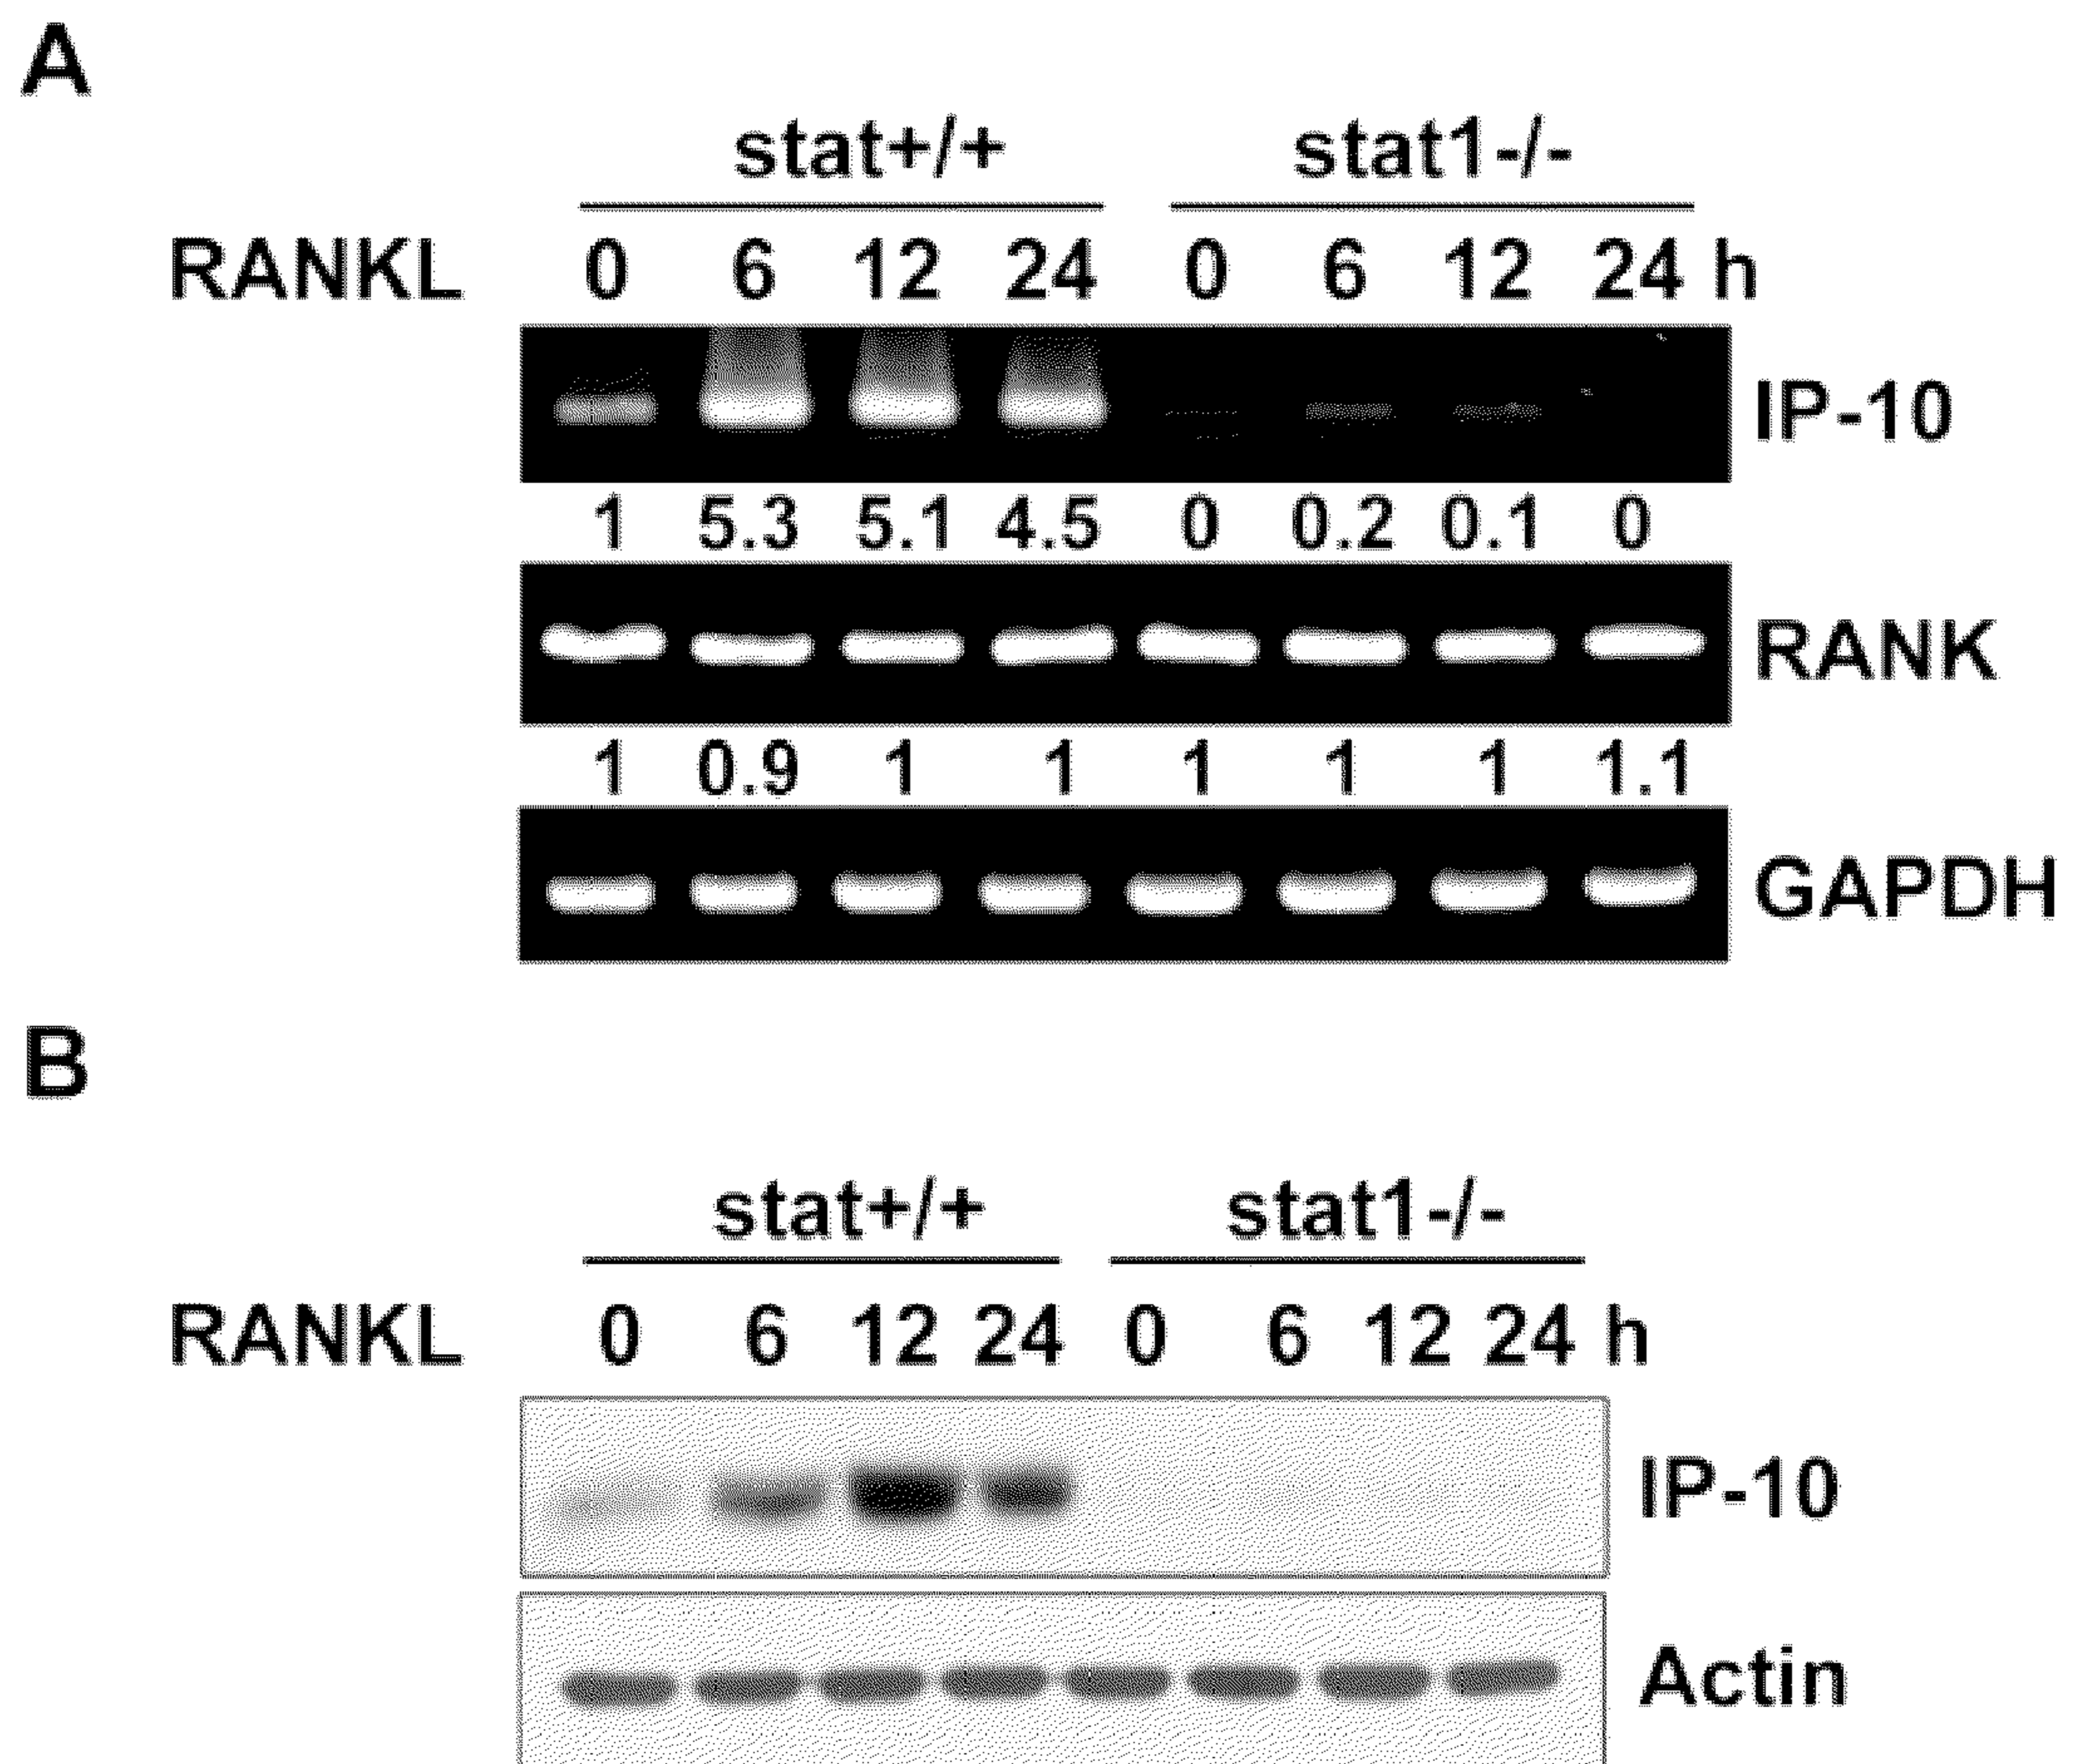 A
stat+/+ stat1-/-
RANKL 0 6 12 24 0 6 12 24 h
IP-10
1 5.3 5.1 4.5 0 0.2 0.1 0
RANK
1 0.9 1 1 1 1 1 1.1
GAPDH
B
stat+/+ stat1-/-
RANKL 0 6 12 24 0 6 12 24 h
IP-10
Actin